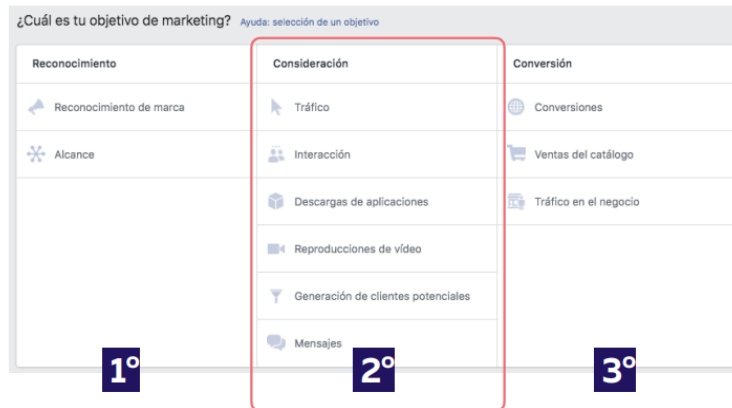 ¿Cuál es tu objetivo de marketing? Ayuda: selección de un objetivo
Reconocimiento
Reconocimiento de marca
Alcance
1º
Consideración
Tráfico
Interacción
Descargas de aplicaciones
Reproducciones de vídeo
Generación de clientes potenciales
Mensajes
2º
Conversión
Conversiones
Ventas del catálogo
Tráfico en el negocio
3º